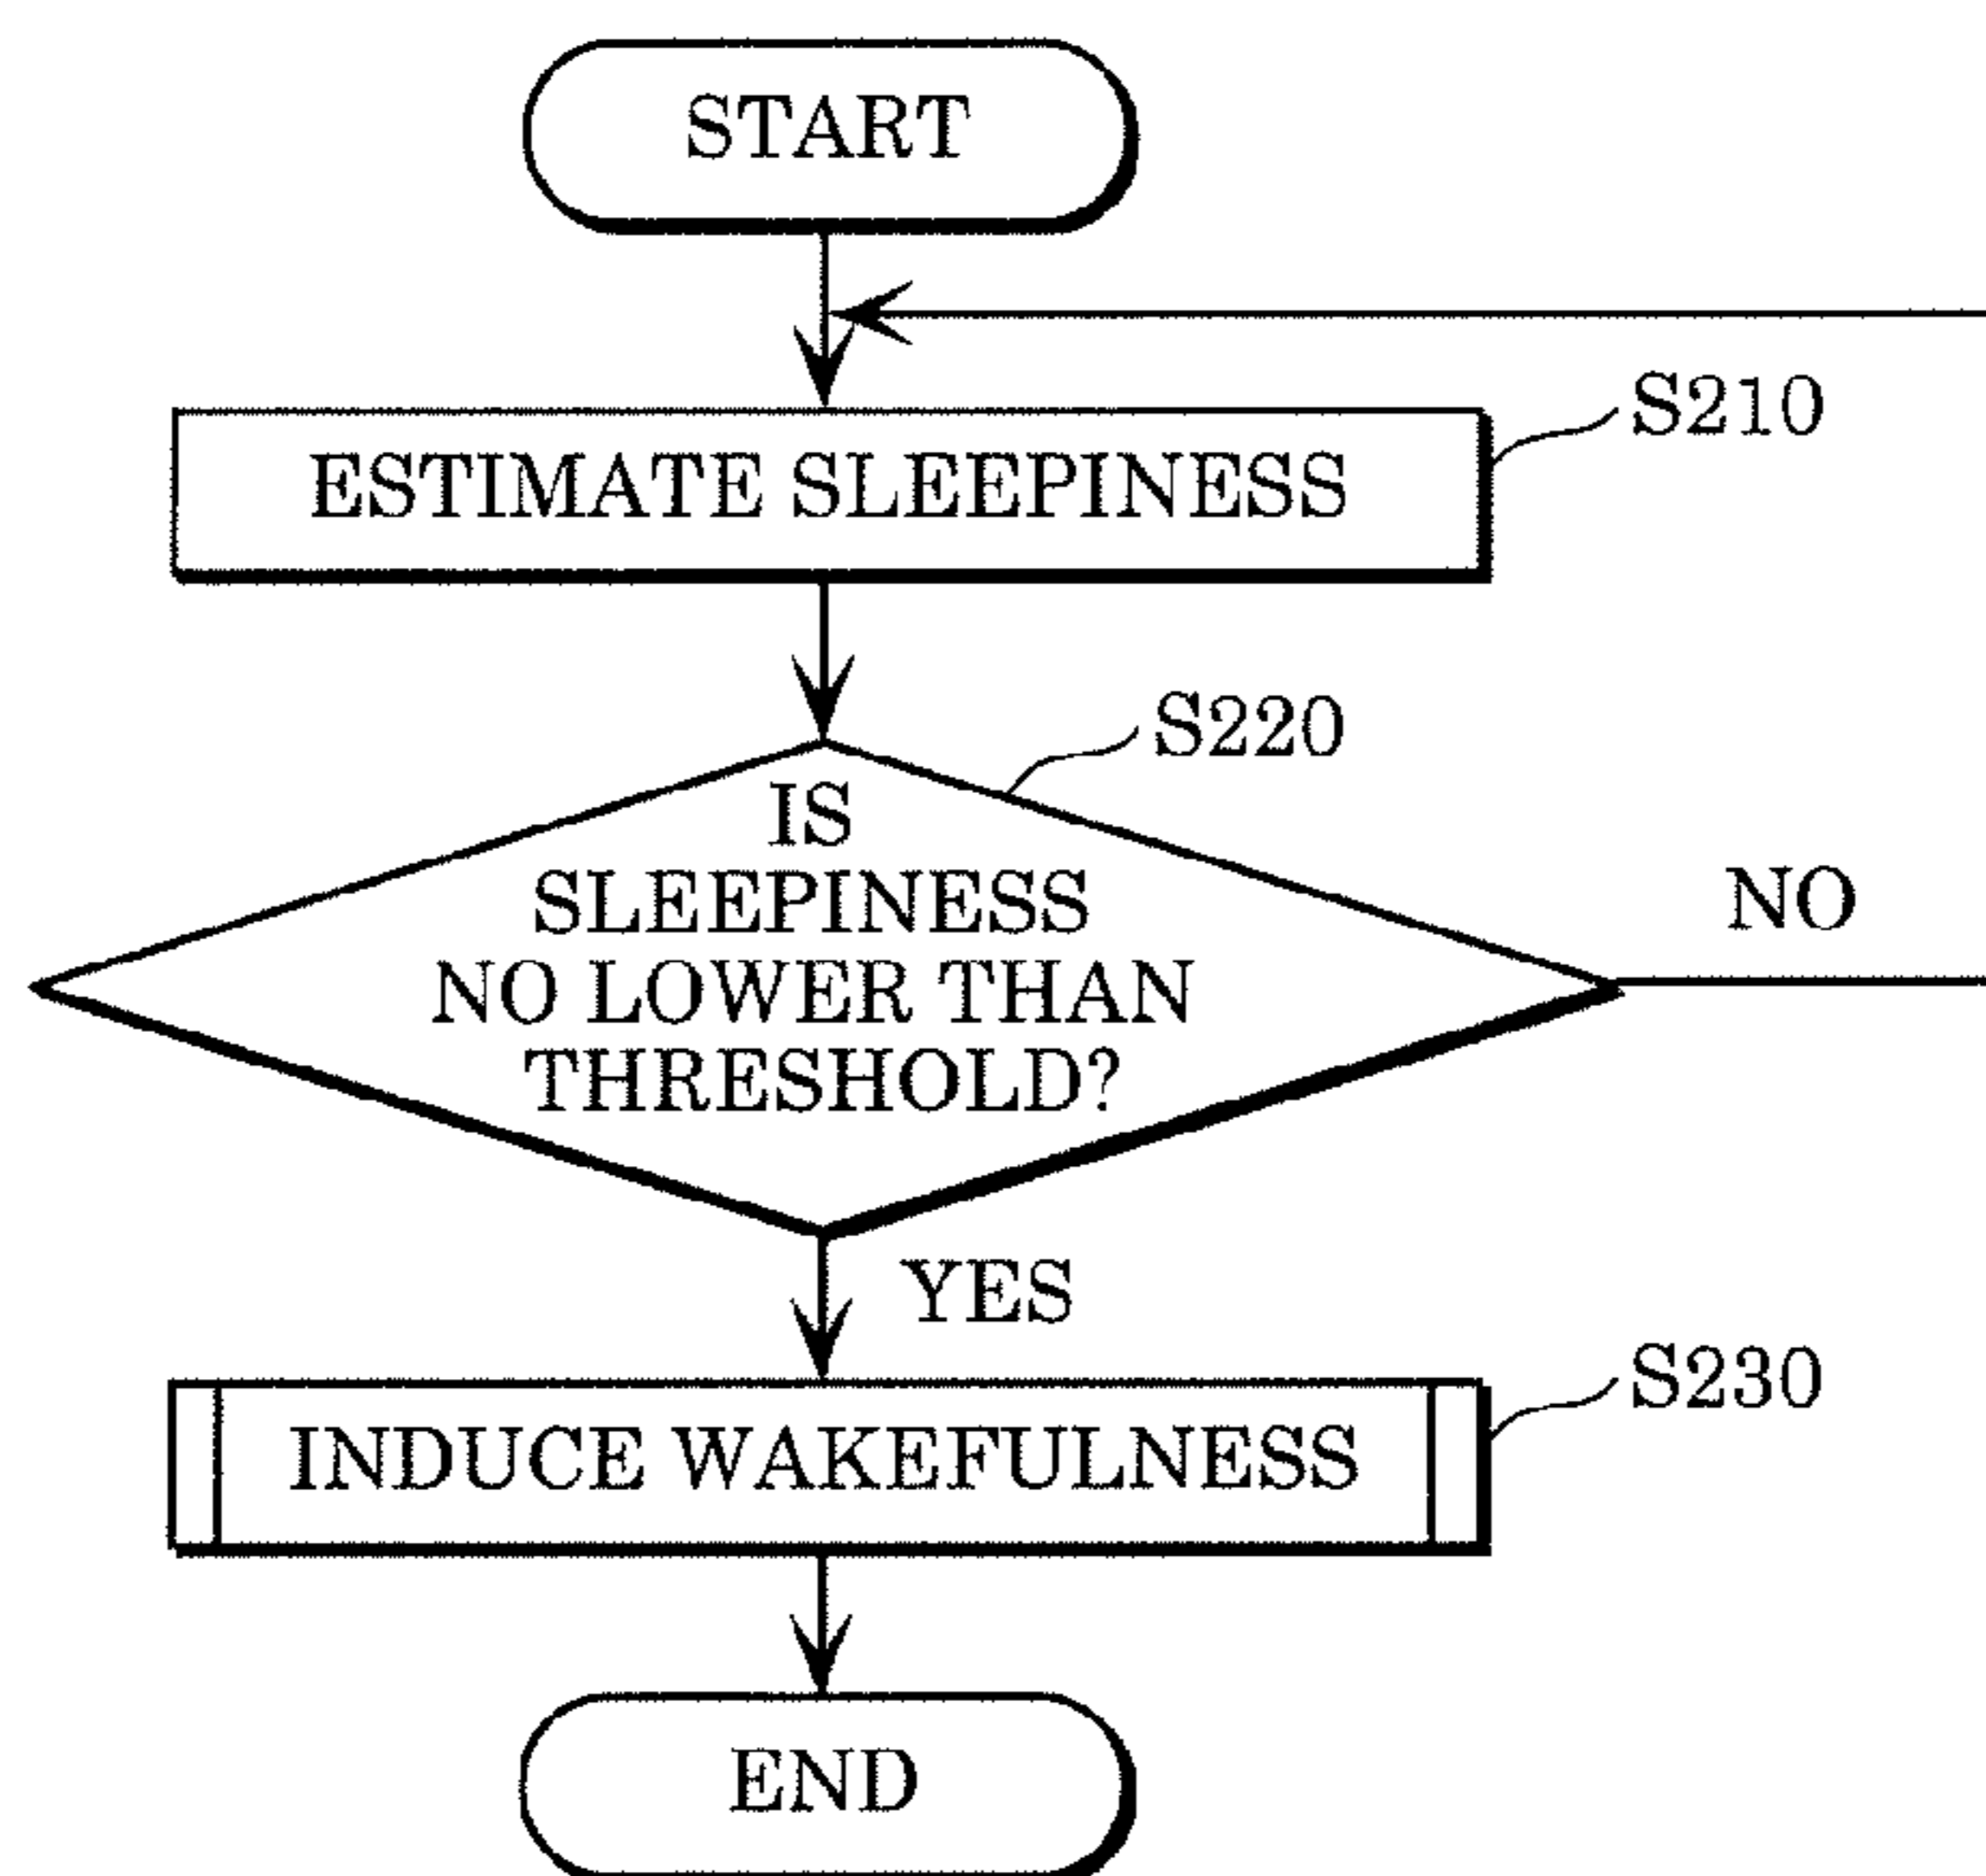 START
S210
ESTIMATE SLEEPINESS
S220
IS
SLEEPINESS
NO LOWER THAN
THRESHOLD?
NO
YES
S230
INDUCE WAKEFULNESS
END